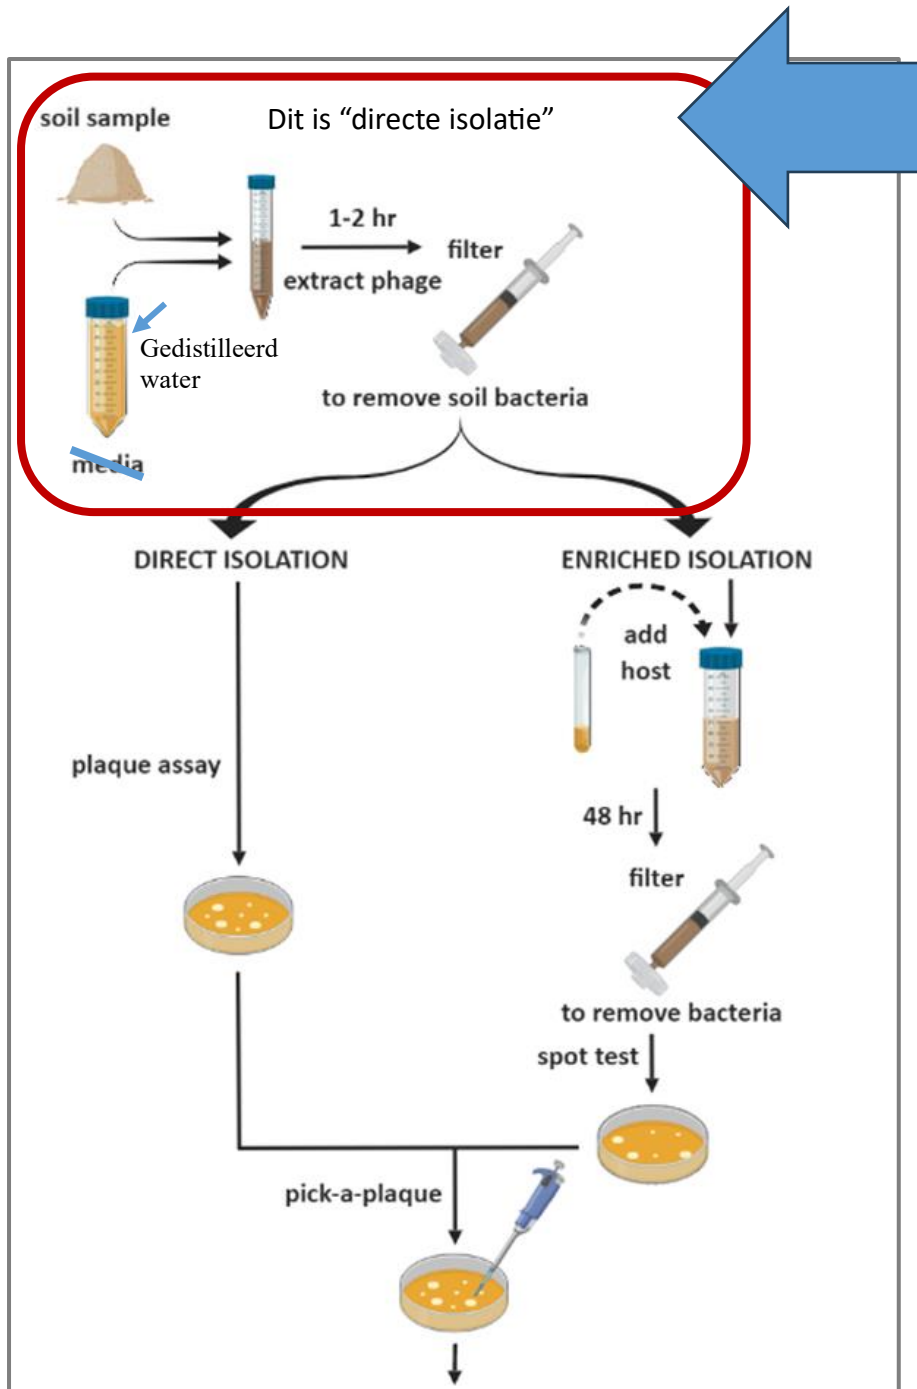 soil sample
Dit is “directe isolatie”
1-2 hr
extract phage
filter
Gedistilleerd
water
to remove soil bacteria
media
DIRECT ISOLATION
ENRICHED ISOLATION
add
host
plaque assay
48 hr
filter
to remove bacteria
spot test
pick-a-plaque